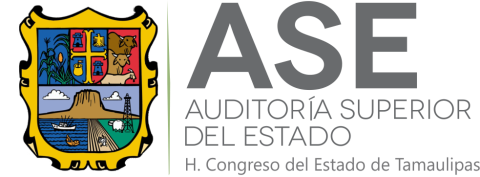 ASE
AUDITORÍA SUPERIOR
DEL ESTADO
H. Congreso del Estado de Tamaulipas